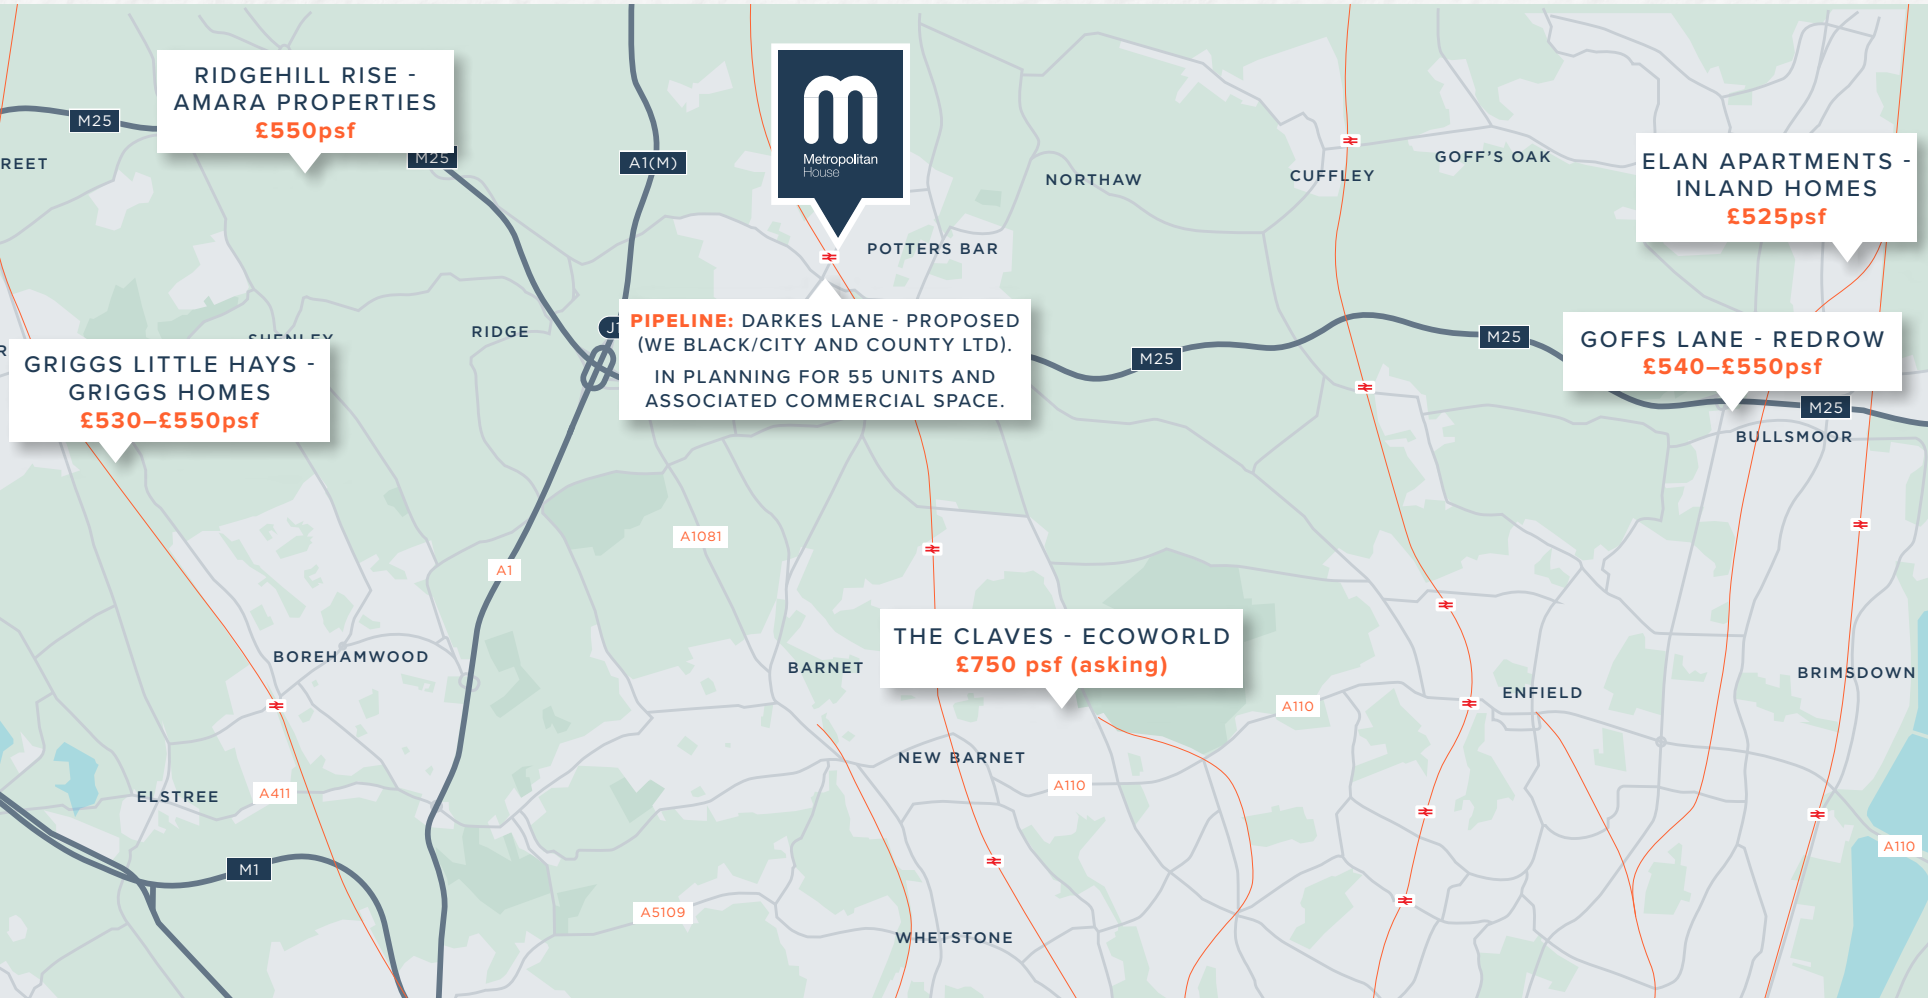 RIDGEHILL RISE -
AMARA PROPERTIES
£550psf
M25
M25
A1(M)
Metropolitan
House
NORTHAW
CUFFLEY
GOFF'S OAK
ELAN APARTMENTS -
INLAND HOMES
£525psf
REET
POTTERS BAR
RIDGE
SHENLEY
PIPELINE: DARKES LANE - PROPOSED
(WE BLACK/CITY AND COUNTY LTD).
IN PLANNING FOR 55 UNITS AND
ASSOCIATED COMMERCIAL SPACE.
M25
M25
GOFFS LANE - REDROW
£540–£550psf
M25
BULLSMOOR
GRIGGS LITTLE HAYS -
GRIGGS HOMES
£530–£550psf
A1081
A1
THE CLAVES - ECOWORLD
£750 psf (asking)
BOREHAMWOOD
BARNET
BRIMSDOWN
ENFIELD
A110
NEW BARNET
A110
ELSTREE
A411
A110
M1
A5109
WHETSTONE